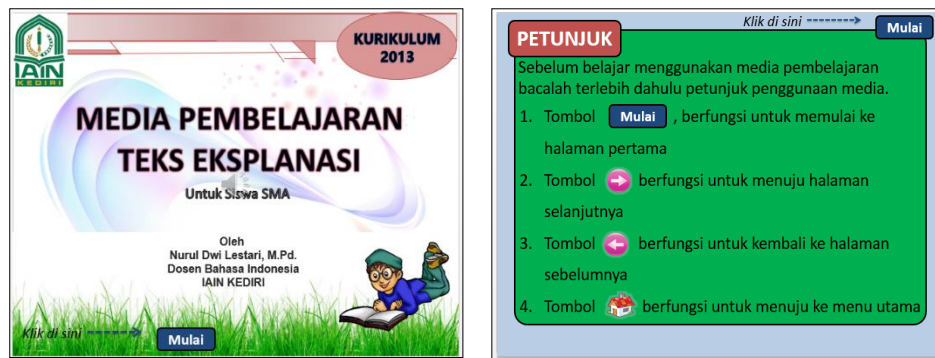 IAIN
KEDIRI
KURIKULUM
2013
MEDIA PEMBELAJARAN
TEKS EKSPLANASI
Untuk Siswa SMA
Oleh
Nurul Dwi Lestari, M.Pd.
Dosen Bahasa Indonesia
IAIN KEDIRI
Klik di sini
Mulai
Klik di sini
Mulai
PETUNJUK
Sebelum belajar menggunakan media pembelajaran
bacalah terlebih dahulu petunjuk penggunaan media.
1. Tombol Mulai , berfungsi untuk memulai ke
halaman pertama
2. Tombol berfungsi untuk menuju halaman
selanjutnya
3. Tombol berfungsi untuk kembali ke halaman
sebelumnya
4. Tombol berfungsi untuk menuju ke menu utama